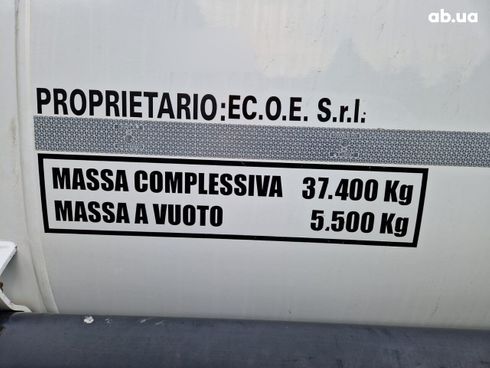 ab.ua
PROPRIETARIO:EC.O.E. S.r.l.
MASSA COMPLESSIVA 37.400 Kg
MASSA A VUOTO 5.500 Kg